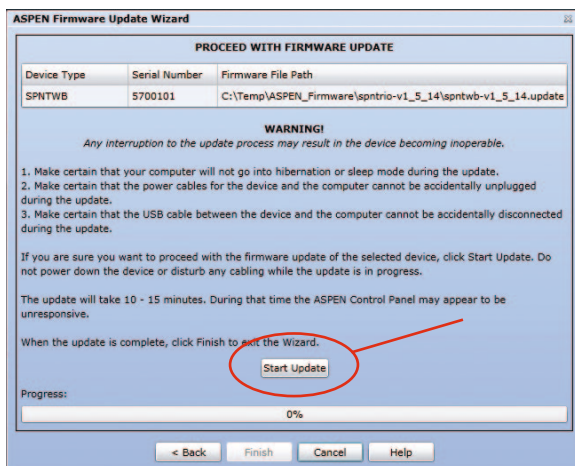 ASPEN Firmware Update Wizard
PROCEED WITH FIRMWARE UPDATE
Device Type Serial Number Firmware File Path
SPNTWB 5700101 C:\Temp\ASPEN_Firmware\spntrio-v1_5_14\spntwb-v1_5_14.update
WARNING!
Any interruption to the update process may result in the device becoming inoperable.
1. Make certain that your computer will not go into hibernation or sleep mode during the update.
2. Make certain that the power cables for the device and the computer cannot be accidentally unplugged
during the update.
3. Make certain that the USB cable between the device and the computer cannot be accidentally disconnected
during the update.
If you are sure you want to proceed with the firmware update of the selected device, click Start Update. Do
not power down the device or disturb any cabling while the update is in progress.
The update will take 10 - 15 minutes. During that time the ASPEN Control Panel may appear to be
unresponsive.
When the update is complete, click Finish to exit the Wizard.
Start Update
Progress:
0%
< Back Finish Cancel Help